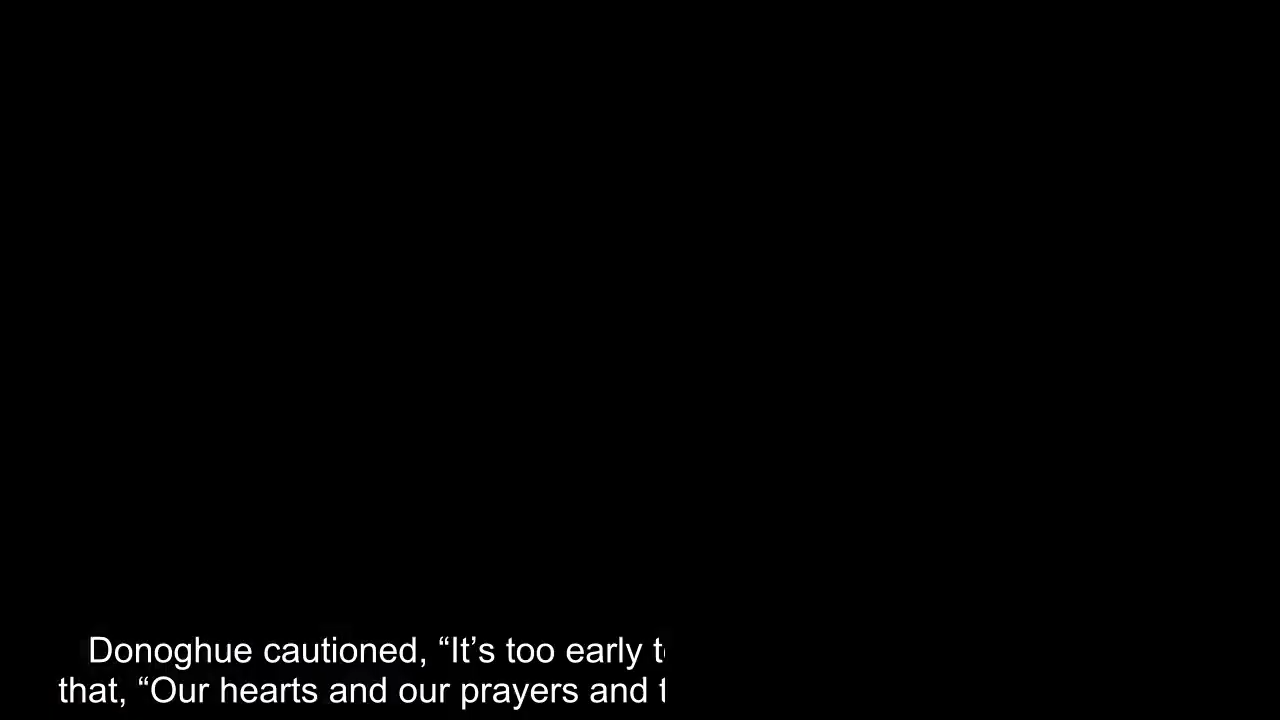 Donoghue cautioned, “It’s too early
that, “Our hearts and our prayers and